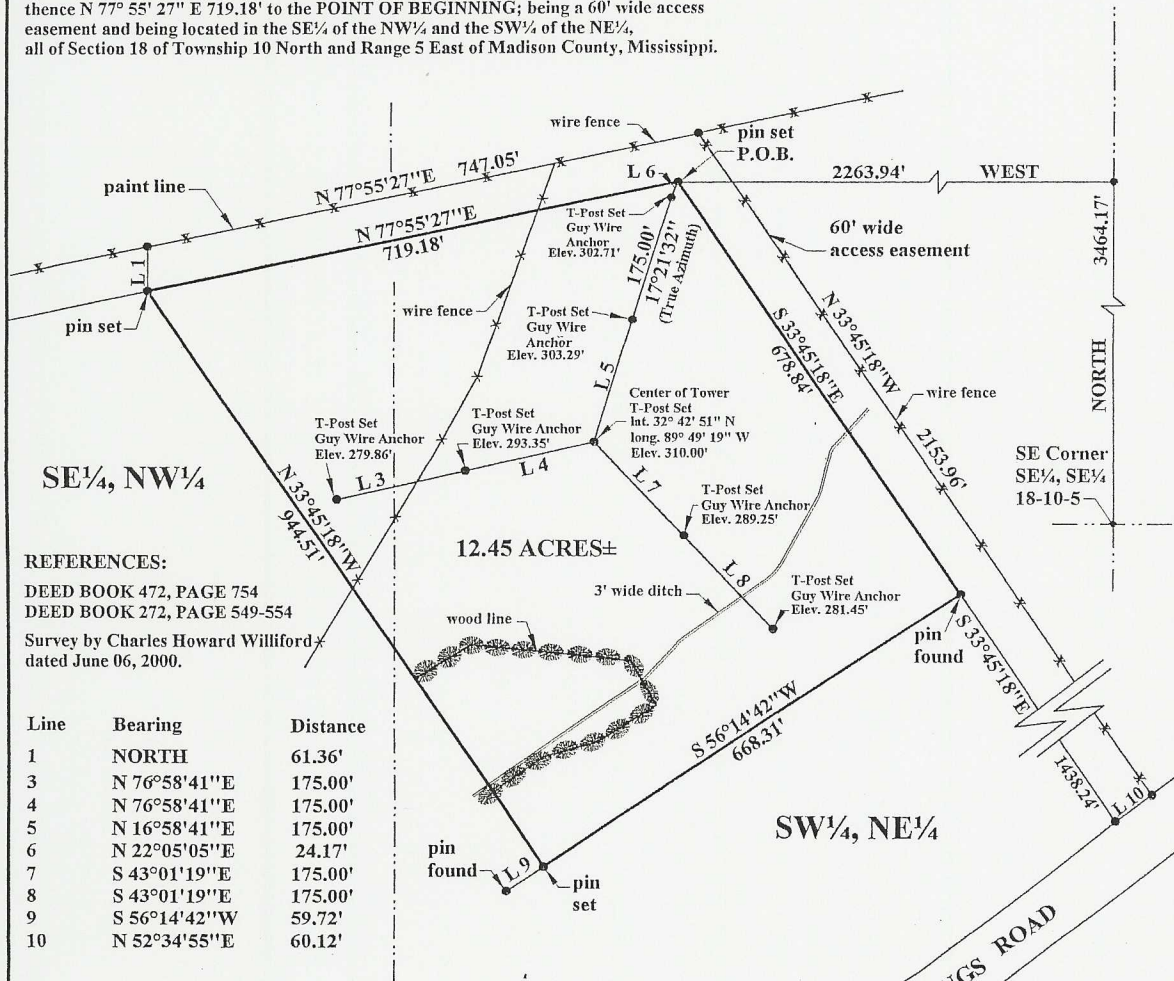 thence N 77° 55' 27" E 719.18' to the POINT OF BEGINNING; being a 60' wide access
easement and being located in the SE¼ of the NW¼ and the SW¼ of the NE¼,
all of Section 18 of Township 10 North and Range 5 East of Madison County, Mississippi.
wire fence
pin set
P.O.B.
paint line
N 77°55'27"E 747.05'
L 6
2263.94'
WEST
N 77°55'27"E
719.18'
T-Post Set
Guy Wire
Anchor
Elev. 302.71'
60' wide
access easement
3464.17'
L 1
175.00'
17°21'32"
(True Azimuth)
pin set
wire fence
T-Post Set
Guy Wire
Anchor
Elev. 303.29'
S 33°45'18"E
678.84'
N 33°45'18"W
2153.96'
L 5
NORTH
wire fence
Center of Tower
T-Post Set
lnt. 32° 42' 51" N
long. 89° 49' 19" W
Elev. 310.00'
T-Post Set
Guy Wire Anchor
Elev. 279.86'
T-Post Set
Guy Wire Anchor
Elev. 293.35'
SE¼, NW¼
L 3
L 4
N 33°45'18"W
944.51'
L 7
SE Corner
SE¼, SE¼
18-10-5
T-Post Set
Guy Wire Anchor
Elev. 289.25'
12.45 ACRES±
REFERENCES:
DEED BOOK 472, PAGE 754
DEED BOOK 272, PAGE 549-554
Survey by Charles Howard Williford
dated June 06, 2000.
L 8
3' wide ditch
T-Post Set
Guy Wire Anchor
Elev. 281.45'
wood line
pin
found
S 33°45'18"E
S 56°14'42"W
668.31'
Line Bearing Distance
1 NORTH 61.36'
3 N 76°58'41"E 175.00'
4 N 76°58'41"E 175.00'
5 N 16°58'41"E 175.00'
6 N 22°05'05"E 24.17'
7 S 43°01'19"E 175.00'
8 S 43°01'19"E 175.00'
9 S 56°14'42"W 59.72'
10 N 52°34'55"E 60.12'
1438.24'
L 10
SW¼, NE¼
pin
found
L 9
pin
set
ROAD